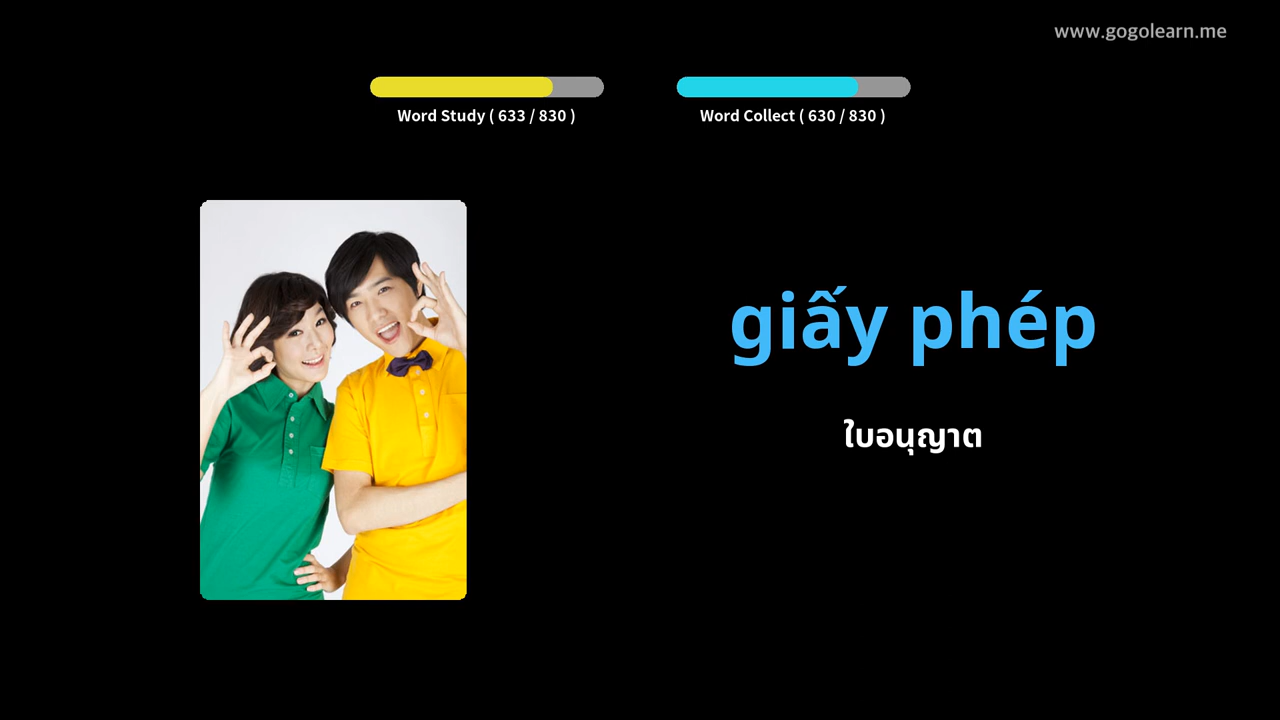 www.gogolearn.me
Word Study ( 633 / 830 )
Word Collect ( 630 / 830 )
giấy phép
ใบอนุญาต